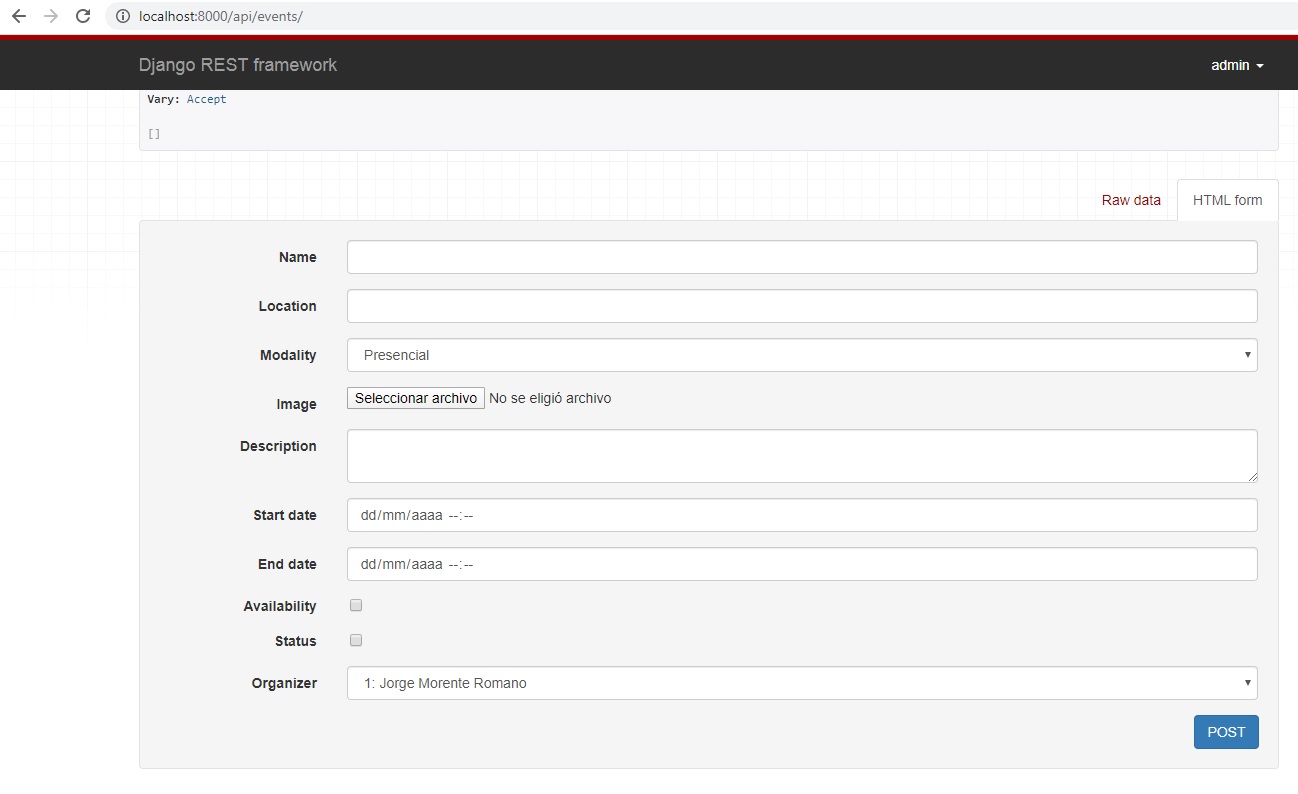 localhost:8000/api/events/
Django REST framework admin
Vary: Accept
[]
Raw data HTML form
Name
Location
Modality Presencial
Image Seleccionar archivo No se eligió archivo
Description
Start date dd/mm/aaaa --:--
End date dd/mm/aaaa --:--
Availability
Status
Organizer 1: Jorge Morente Romano
POST